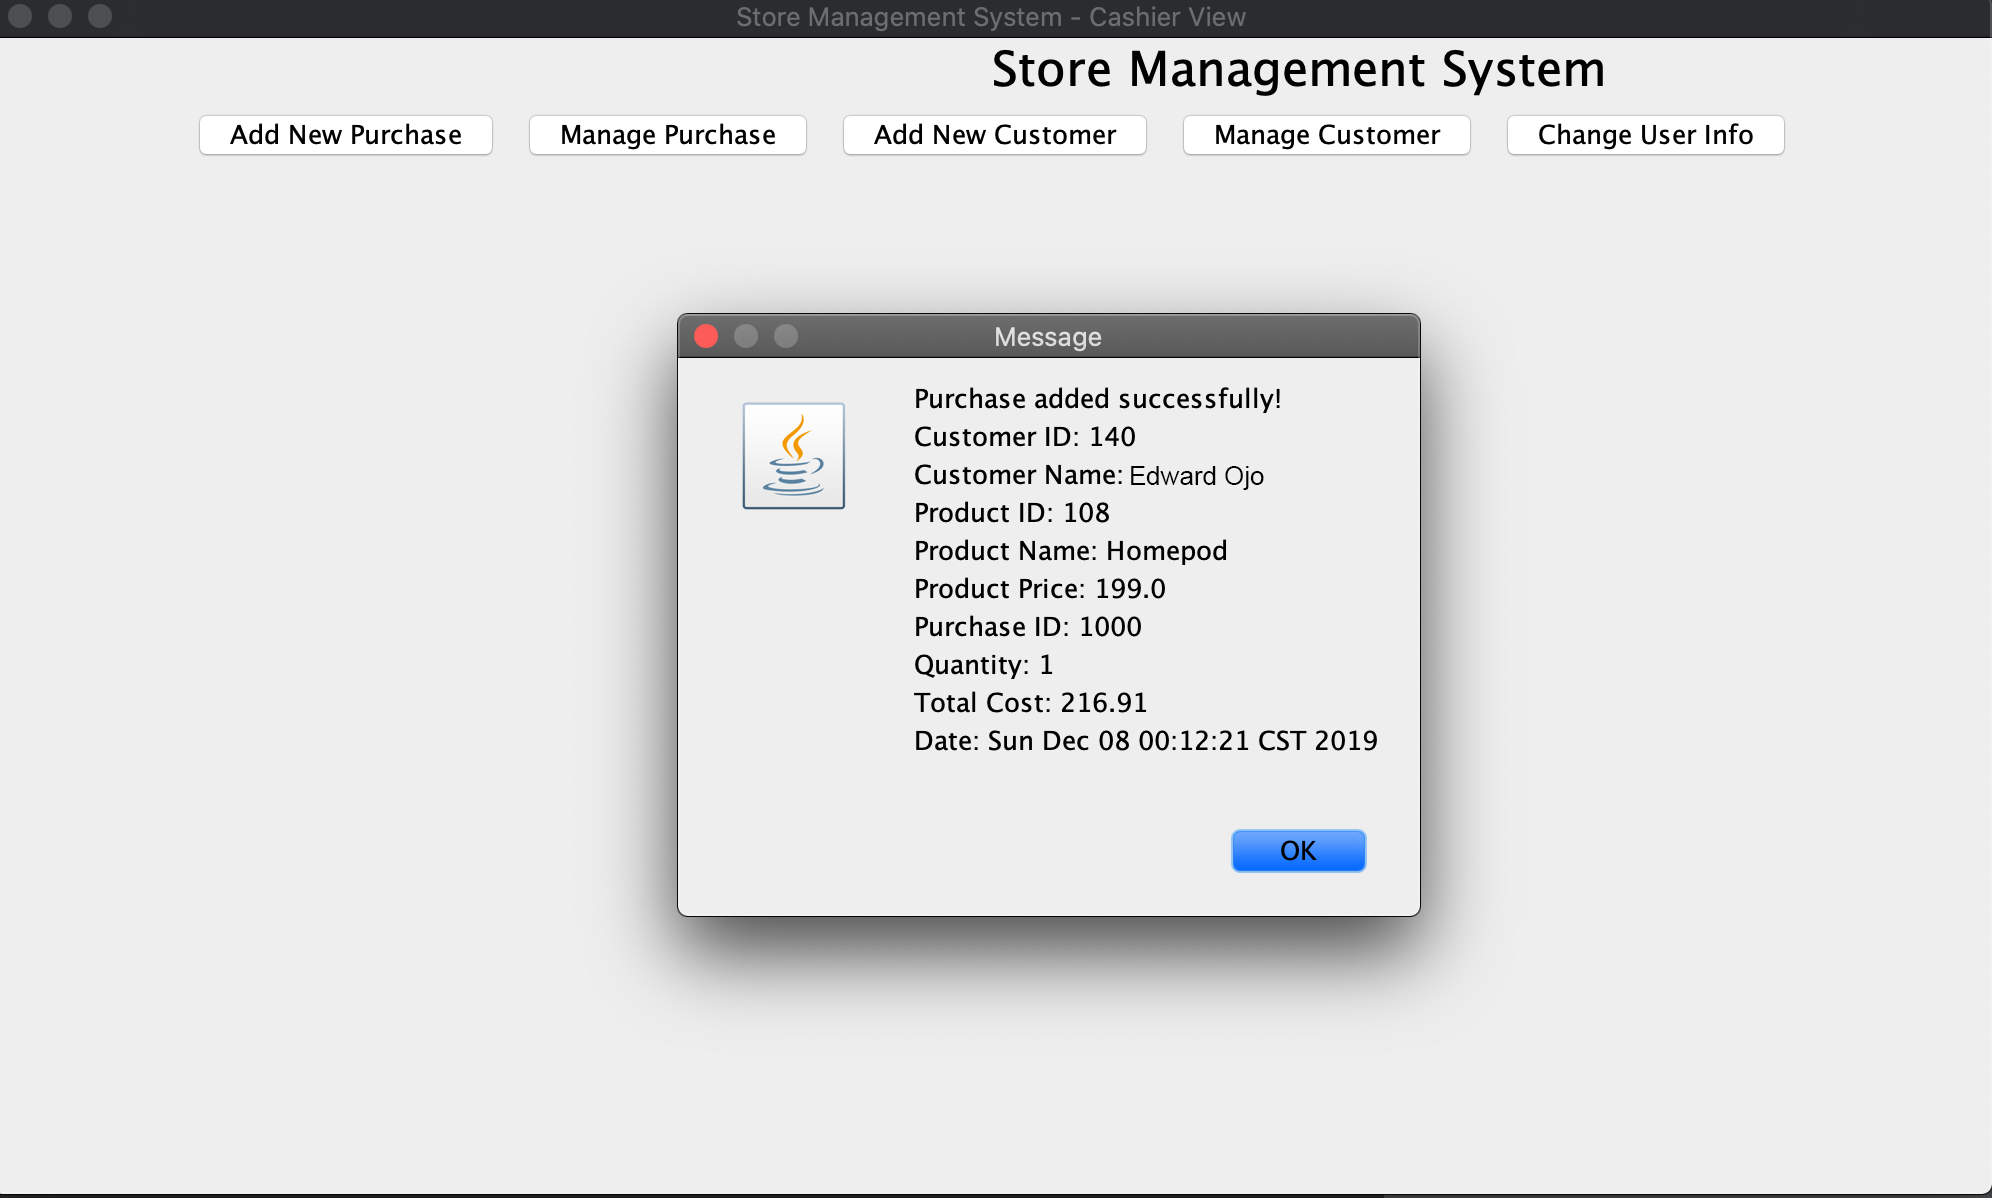 Store Management System - Cashier View
Store Management System
Add New Purchase
Manage Purchase
Add New Customer
Manage Customer
Change User Info
Message
Purchase added successfully!
Customer ID: 140
Customer Name: Edward Ojo
Product ID: 108
Product Name: Homepod
Product Price: 199.0
Purchase ID: 1000
Quantity: 1
Total Cost: 216.91
Date: Sun Dec 08 00:12:21 CST 2019
OK